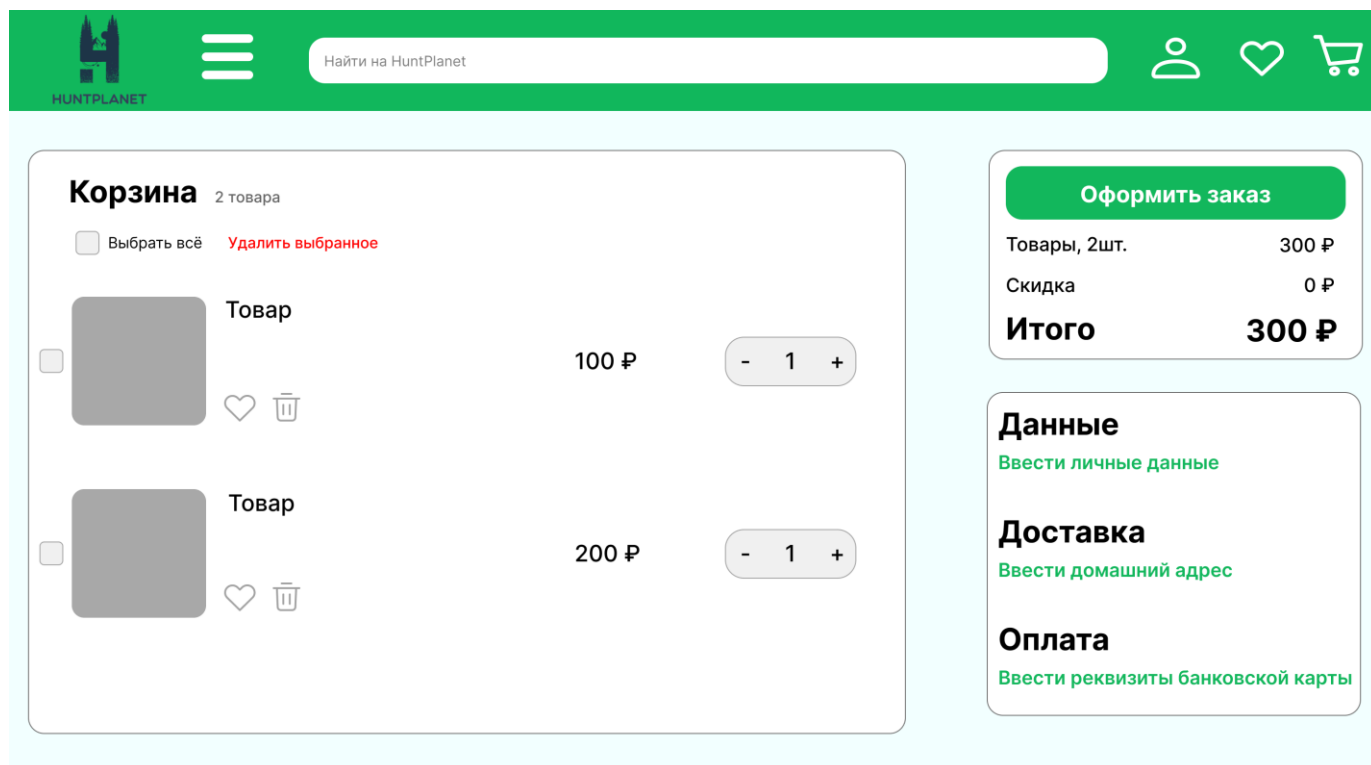 HUNTPLANET
Найти на HuntPlanet
Корзина 2 товара
Выбрать всё Удалить выбранное
Товар
100 ₽ - 1 +
Товар
200 ₽ - 1 +
Оформить заказ
Товары, 2шт. 300 ₽
Скидка 0 ₽
Итого 300 ₽
Данные
Ввести личные данные
Доставка
Ввести домашний адрес
Оплата
Ввести реквизиты банковской карты